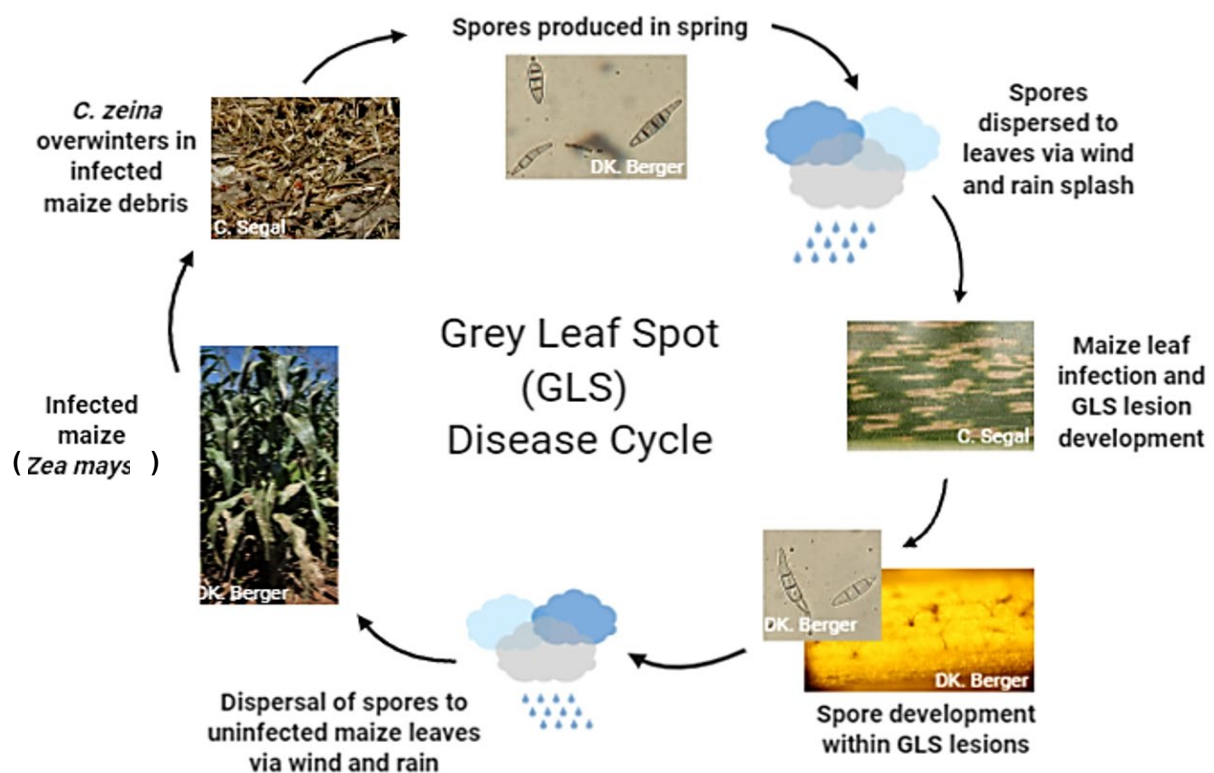 Spores produced in spring
DK. Berger
Spores
dispersed to
leaves via wind
and rain splash
Maize leaf
infection and
GLS lesion
development
C. Segal
DK. Berger
DK. Berger
Spore development
within GLS lesions
Dispersal of spores to
uninfected maize leaves
via wind and rain
Infected
maize
( Zea mays )
DK. Berger
C. zeina
overwinters in
infected
maize debris
C. Segal
Grey Leaf Spot
(GLS)
Disease Cycle